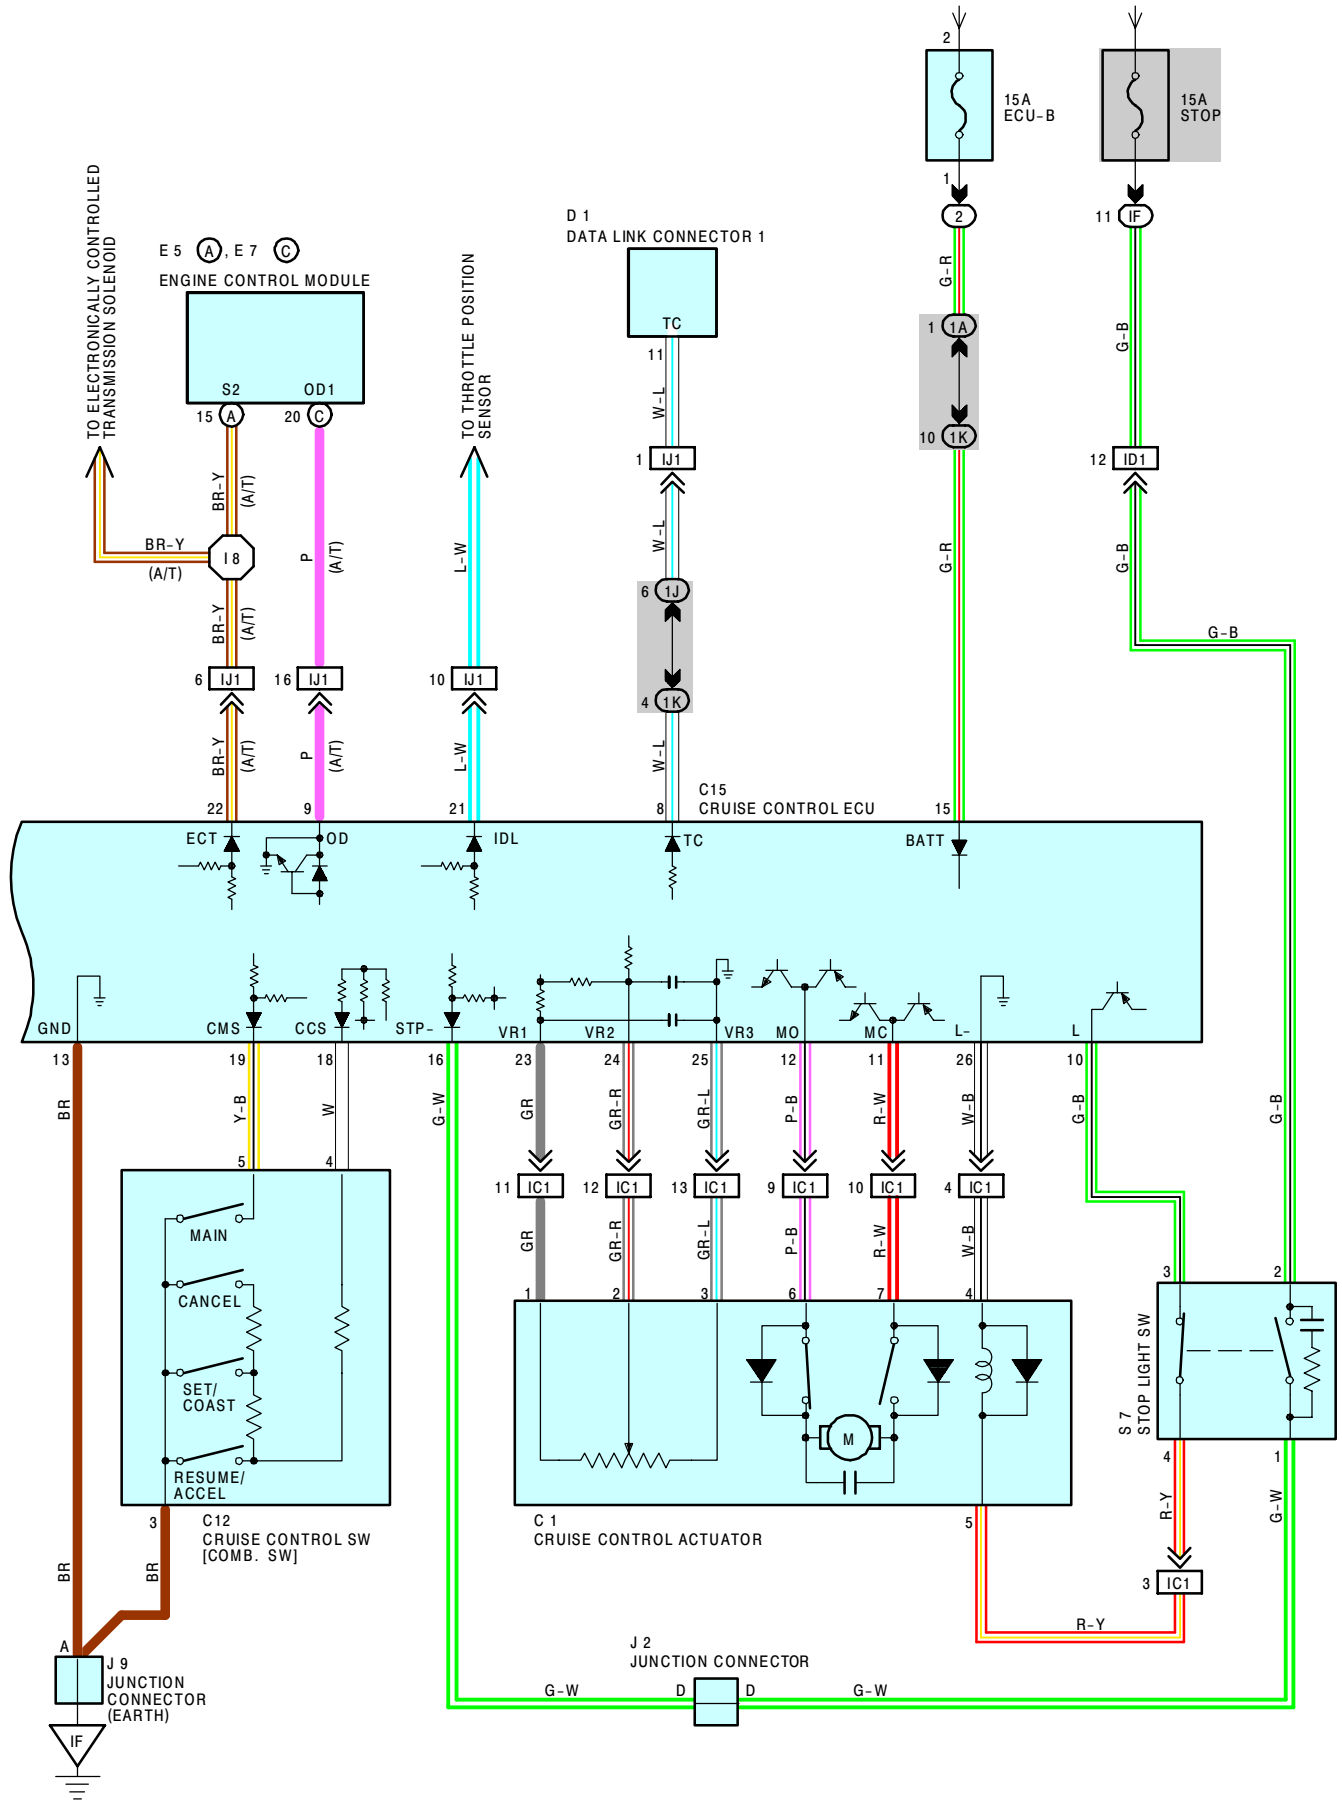 2
15A
ECU-B
1
2
15A
STOP
11 IF
G-R
G-B
1 1A
10 1K
12 ID1
G-R
G-B
G-B
TO ELECTRONICALLY CONTROLLED
TRANSMISSION SOLENOID
E5 A, E7 C
ENGINE CONTROL MODULE
S2 OD1
15 A 20 C
BR-Y
(A/T)
BR-Y
(A/T)
I8
P
(A/T)
BR-Y
(A/T)
6 IJ1
16 IJ1
BR-Y
(A/T)
P
(A/T)
TO THROTTLE POSITION
SENSOR
L-W
10 IJ1
L-W
D1
DATA LINK CONNECTOR 1
TC
11
W-L
1 IJ1
W-L
6 1J
4 1K
W-L
C15
CRUISE CONTROL ECU
22 9 21 8 15
ECT OD IDL TC BATT
GND CMS CCS STP- VR1 VR2 VR3 MO MC L- L
13 19 18 16 23 24 25 12 11 26 10
BR Y-B W G-W GR GR-R GR-L P-B R-W W-B G-B G-B
11 IC1
12 IC1
13 IC1
9 IC1
10 IC1
4 IC1
GR GR-R GR-L P-B R-W W-B
5 4
MAIN
CANCEL
SET/
COAST
RESUME/
ACCEL
3
C12
CRUISE CONTROL SW
[COMB. SW]
1 2 3 6 7 4
M
5
C1
CRUISE CONTROL ACTUATOR
3 2
S7
STOP LIGHT SW
4 1
R-Y
G-W
3 IC1
R-Y
BR
BR
A
J9
JUNCTION
CONNECTOR
(EARTH)
IF
J2
JUNCTION CONNECTOR
G-W D D G-W